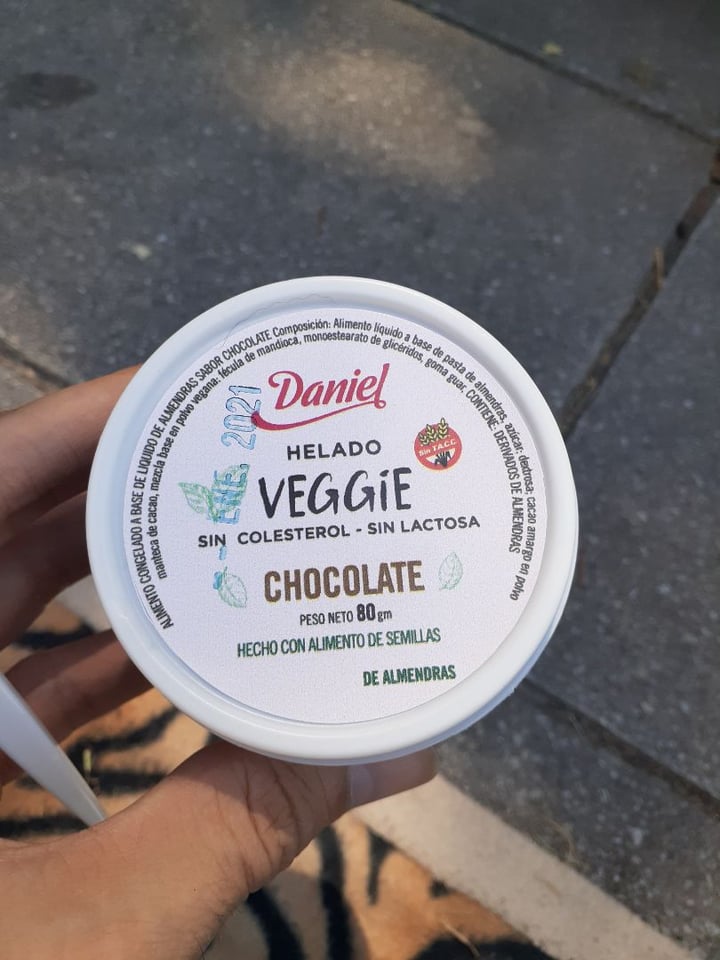 ALIMENTO CONGELADO A BASE DE LIQUIDO DE ALMENDRAS SABOR CHOCOLATE Composición: Alimento líquido a base de pasta de almendras, azúcar, dextrosa; cacao amargo en polvo
manteca de cacao, mezcla base en polvo vegana: fécula de mandioca, monoestearato de glicéridos, goma guar. CONTIENE: DERIVADOS DE ALMENDRAS
Daniel
HELADO
Sin T.A.C.C.
VEGGiE
SIN COLESTEROL - SIN LACTOSA
CHOCOLATE
PESO NETO 80gm
HECHO CON ALIMENTO DE SEMILLAS
DE ALMENDRAS
ENE. 2021